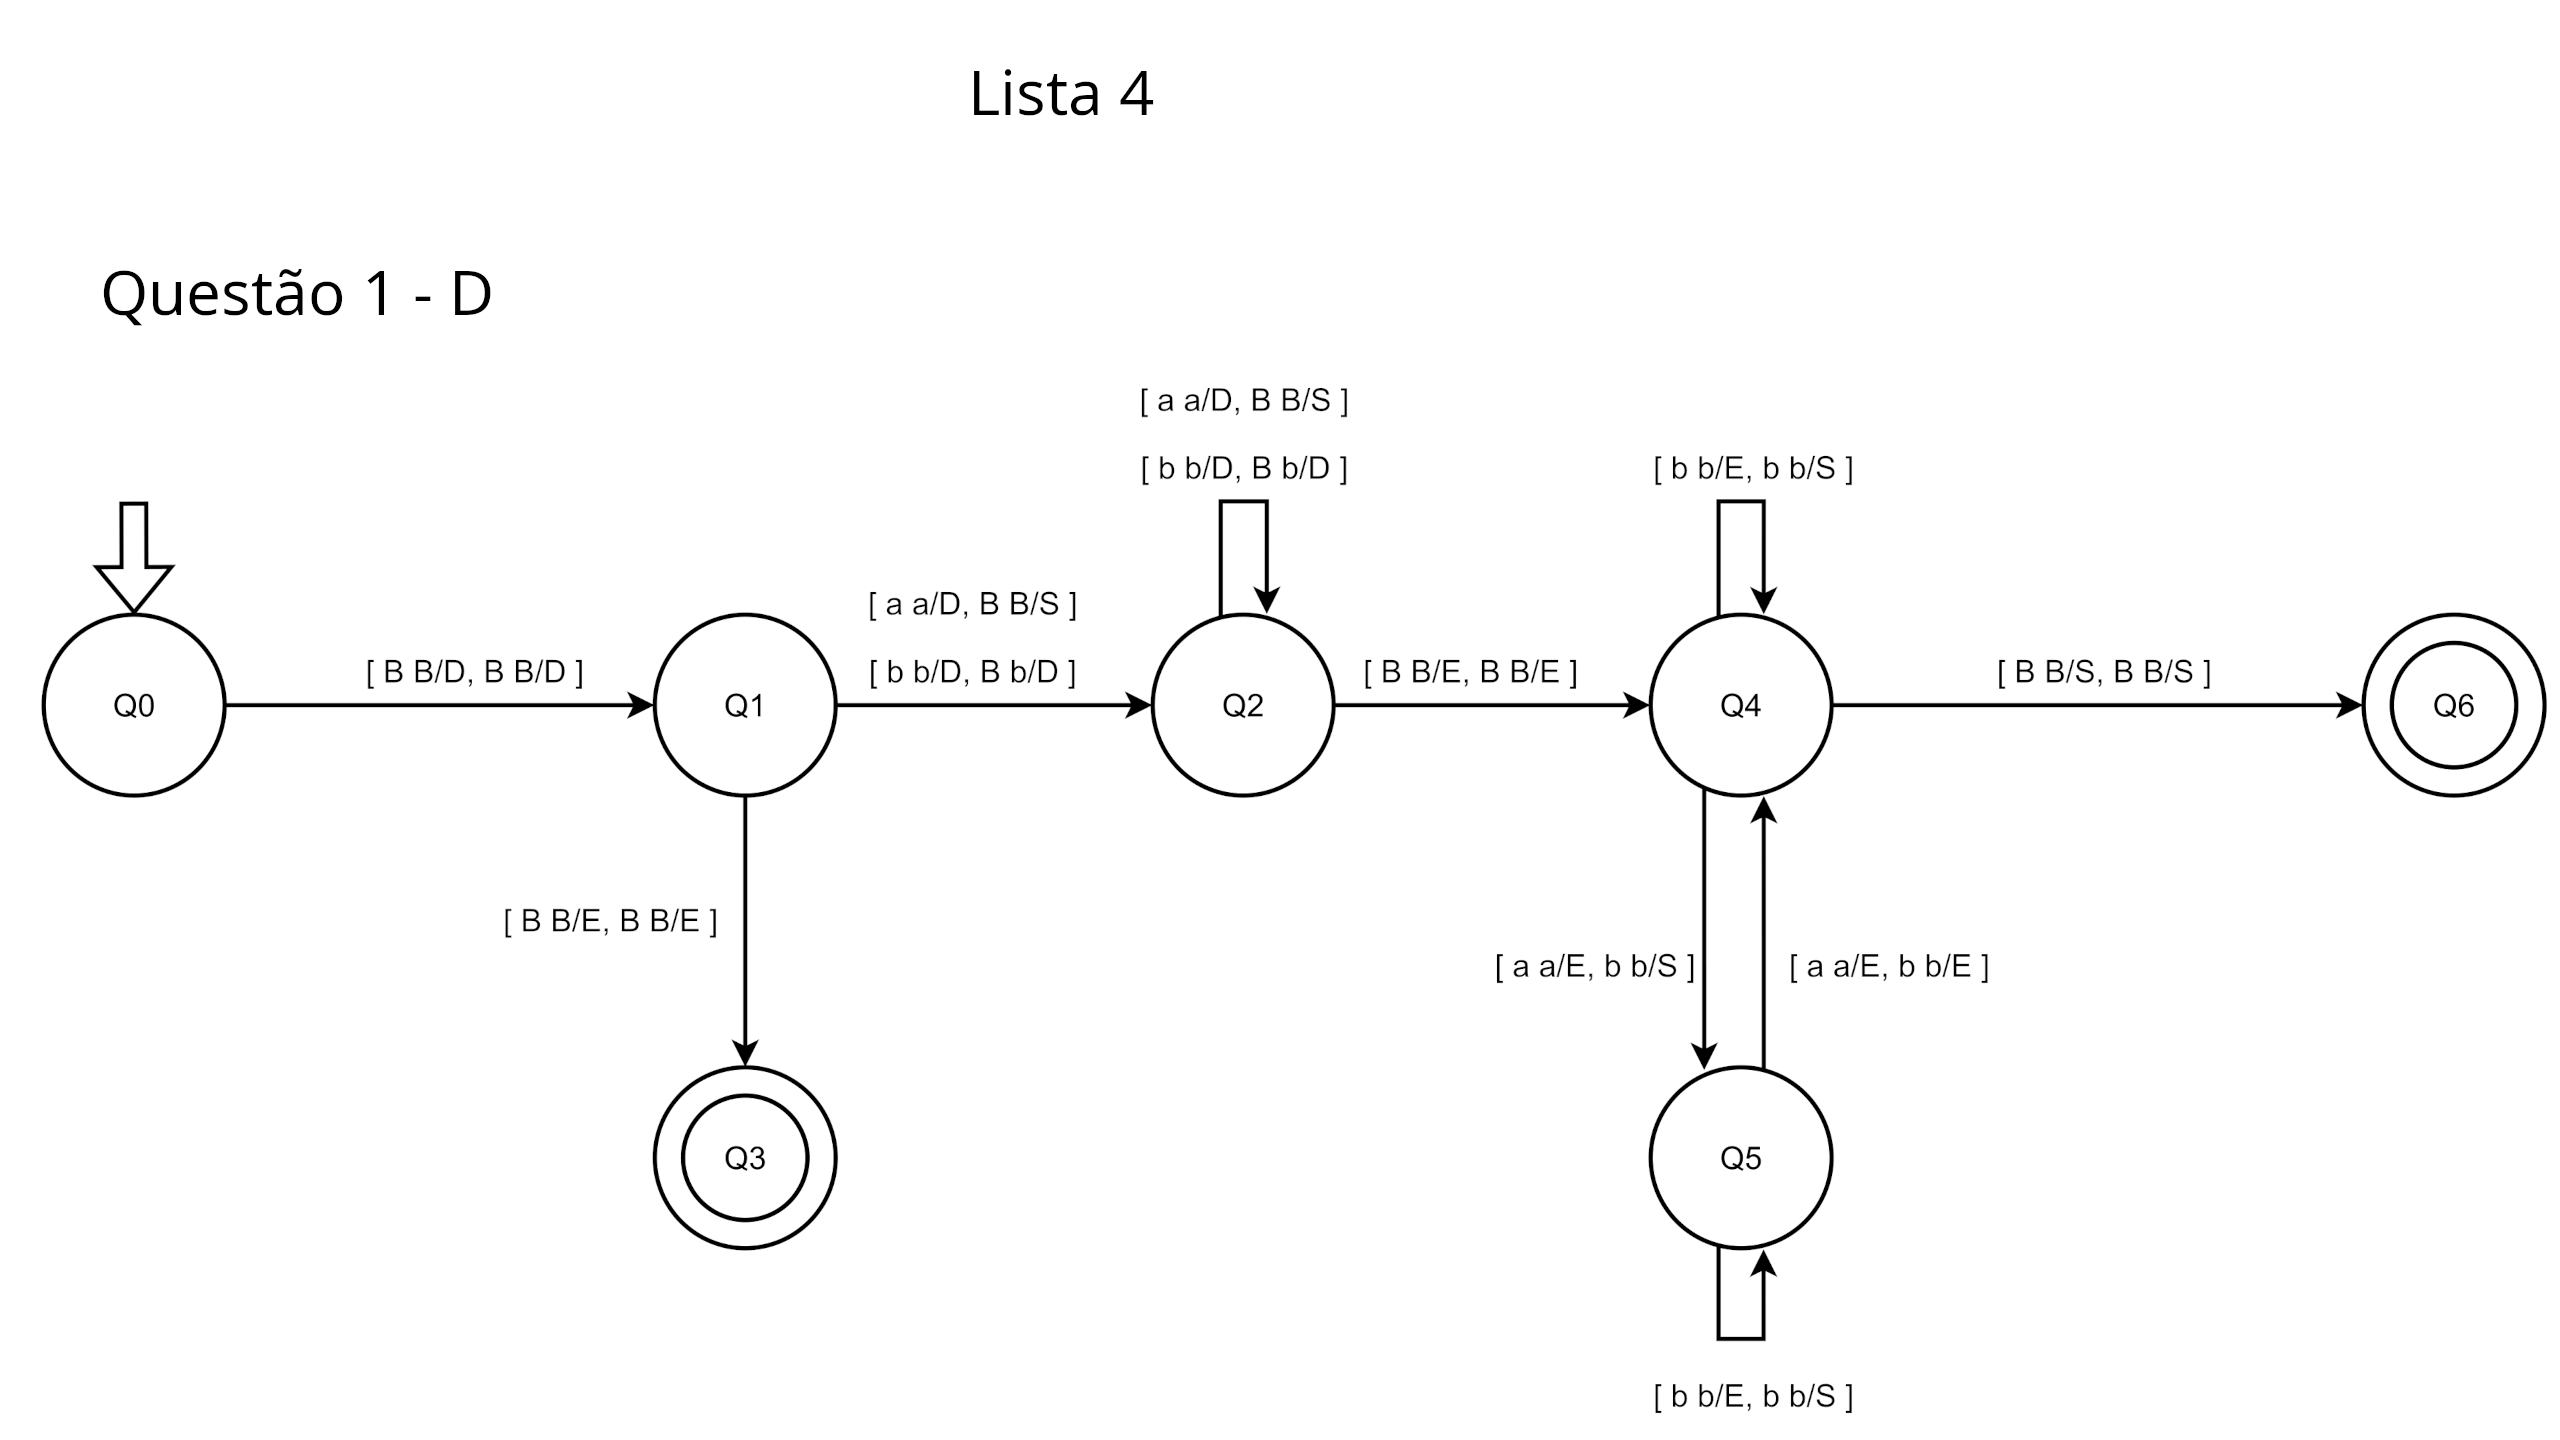 Lista 4
Questão 1 - D
[ a a/D, B B/S ]
[ b b/D, B b/D ]
[ b b/E, b b/S ]
[ a a/D, B B/S ]
[ B B/D, B B/D ]
[ b b/D, B b/D ]
[ B B/E, B B/E ]
[ B B/S, B B/S ]
Q0
Q1
Q2
Q4
Q6
[ B B/E, B B/E ]
[ a a/E, b b/S ]
[ a a/E, b b/E ]
Q3
Q5
[ b b/E, b b/S ]